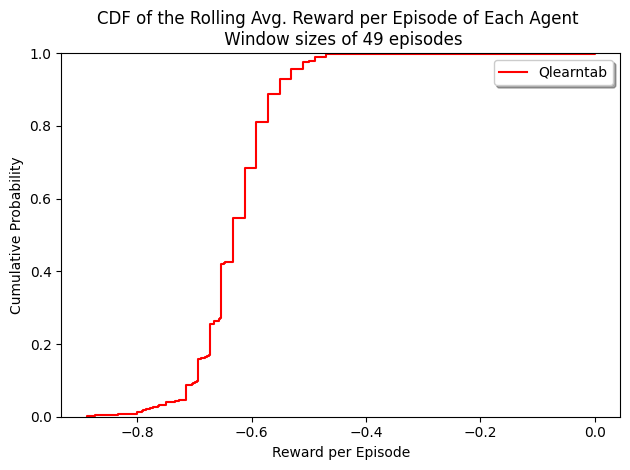 CDF of the Rolling Avg. Reward per Episode of Each Agent
Window sizes of 49 episodes
Qlearntab
1.0
0.8
0.6
0.4
0.2
0.0
Cumulative Probability
−0.8 −0.6 −0.4 −0.2 0.0
Reward per Episode